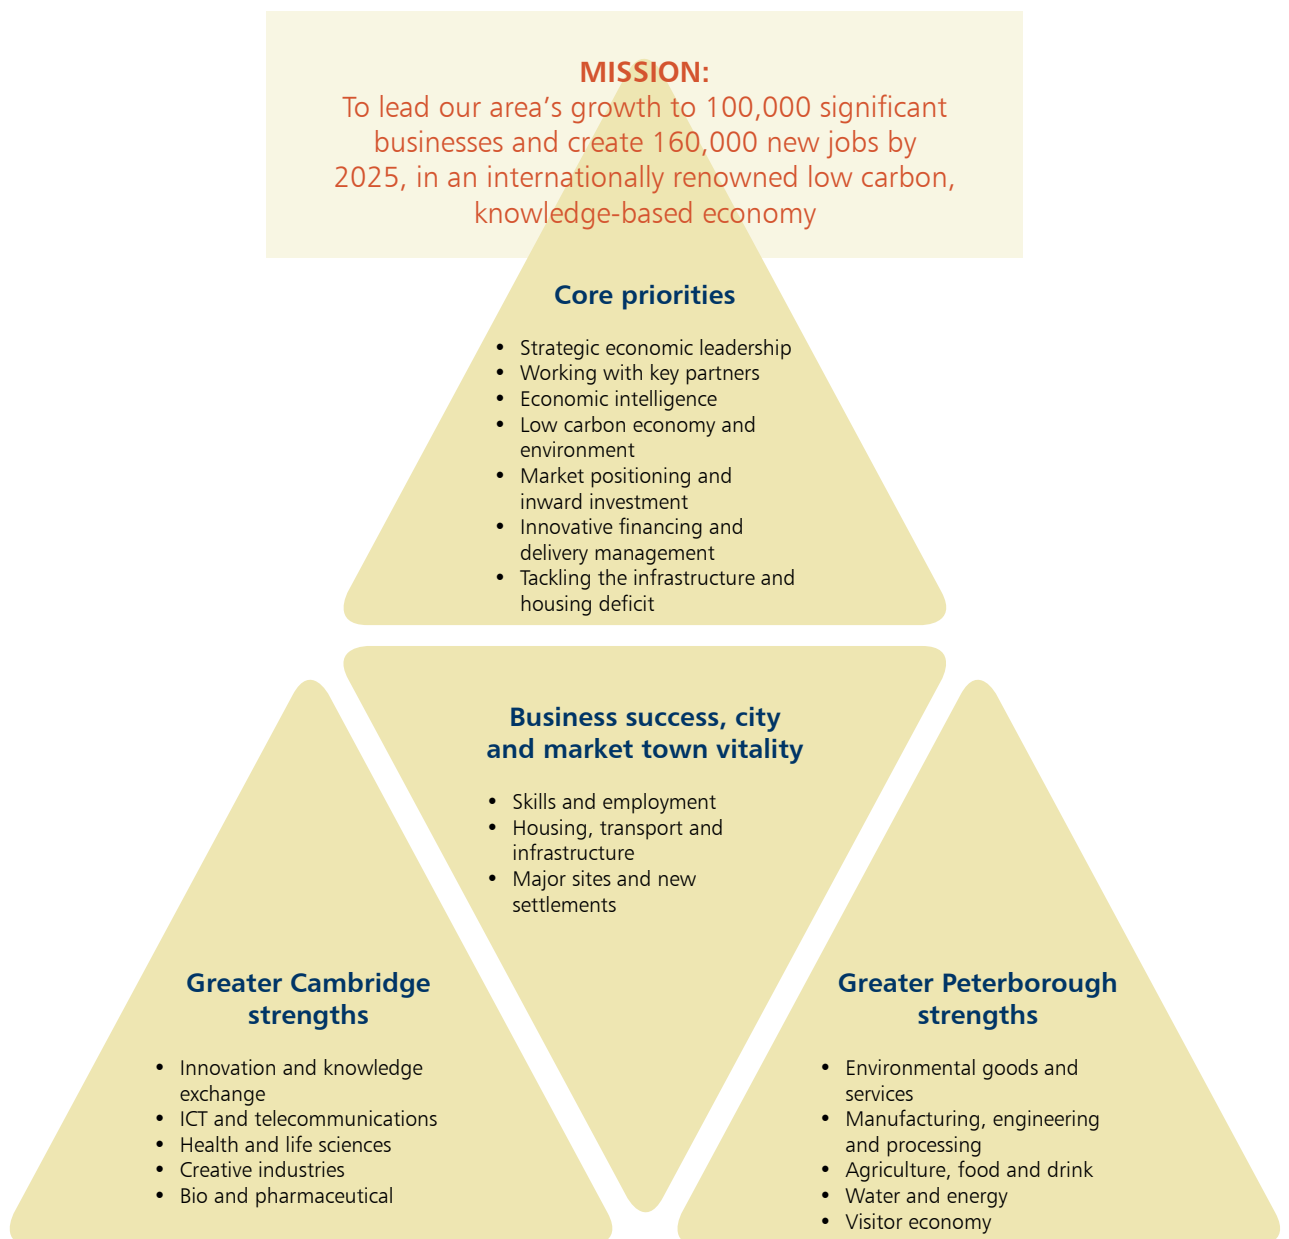 MISSION:
To lead our area's growth to 100,000 significant
businesses and create 160,000 new jobs by
2025, in an internationally renowned low carbon,
knowledge-based economy
Core priorities
• Strategic economic leadership
• Working with key partners
• Economic intelligence
• Low carbon economy and
environment
• Market positioning and
inward investment
• Innovative financing and
delivery management
• Tackling the infrastructure and
housing deficit
Business success, city
and market town vitality
• Skills and employment
• Housing, transport and
infrastructure
• Major sites and new
settlements
Greater Cambridge
strengths
• Innovation and knowledge
exchange
• ICT and telecommunications
• Health and life sciences
• Creative industries
• Bio and pharmaceutical
Greater Peterborough
strengths
• Environmental goods and
services
• Manufacturing, engineering
and processing
• Agriculture, food and drink
• Water and energy
• Visitor economy